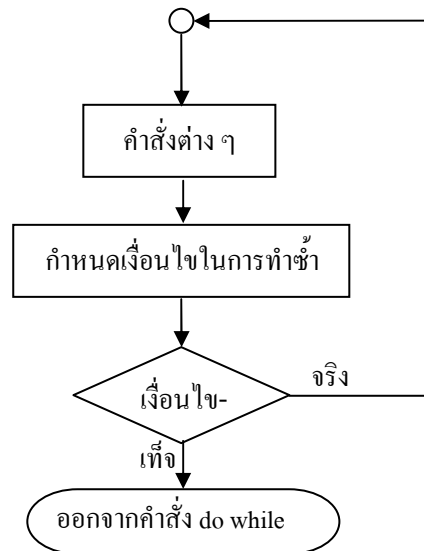 คำสั่งต่าง ๆ
กำหนดเงื่อนไขในการทำซ้ำ
เงื่อนไข-
จริง
เท็จ
ออกจากคำสั่ง do while